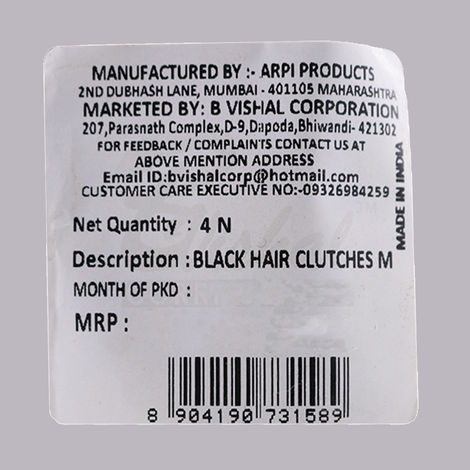 MANUFACTURED BY :- ARPI PRODUCTS
2ND DUBHASH LANE, MUMBAI - 401105 MAHARASHTRA
MARKETED BY: B VISHAL CORPORATION
207,Parasnath Complex,D-9,Dapoda,Bhiwandi- 421302
FOR FEEDBACK / COMPLAINTS CONTACT US AT
ABOVE MENTION ADDRESS
Email ID:bvishalcorp@hotmail.com
CUSTOMER CARE EXECUTIVE NO:-09326984259
MADE IN INDIA
Net Quantity : 4 N
Description : BLACK HAIR CLUTCHES M
MONTH OF PKD :
MRP :
8 904190 731589